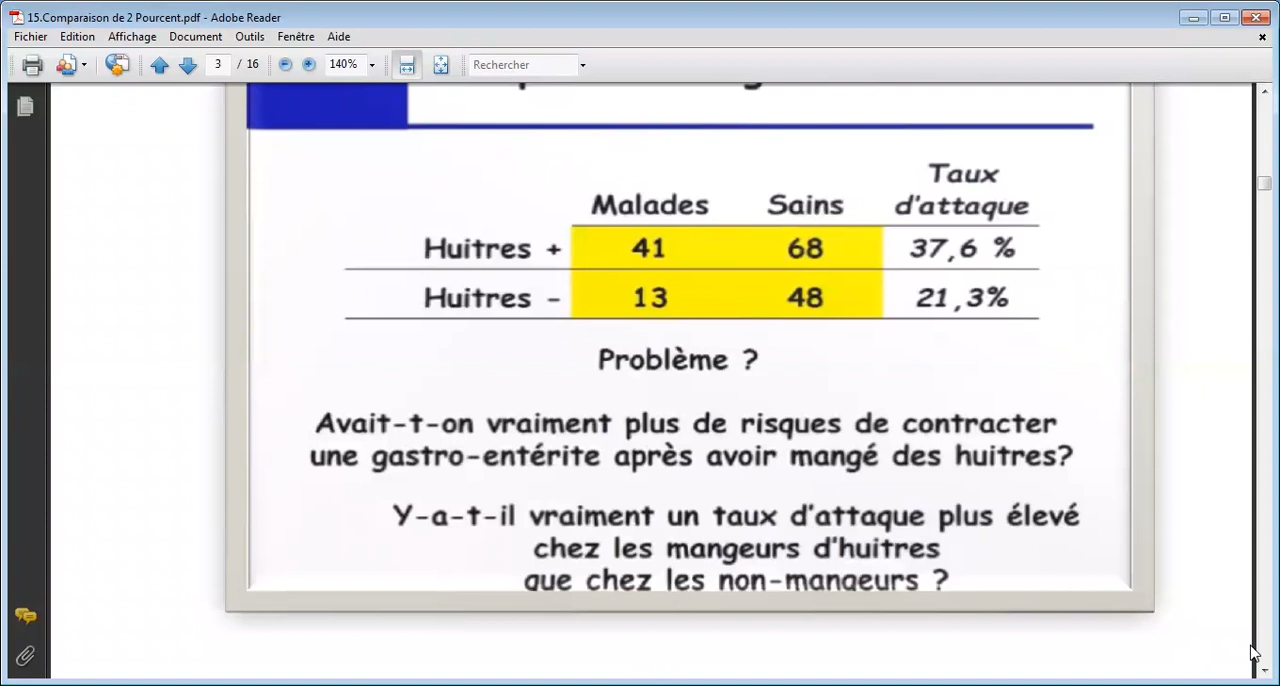 15.Comparaison de 2 Pourcent.pdf - Adobe Reader
Fichier Edition Affichage Document Outils Fenêtre Aide
3 / 16 140% Rechercher
Taux
Malades Sains d'attaque
Huitres + 41 68 37,6 %
Huitres - 13 48 21,3%
Problème ?
Avait-t-on vraiment plus de risques de contracter
une gastro-entérite après avoir mangé des huitres?
Y-a-t-il vraiment un taux d'attaque plus élevé
chez les mangeurs d'huitres
que chez les non-mangeurs ?